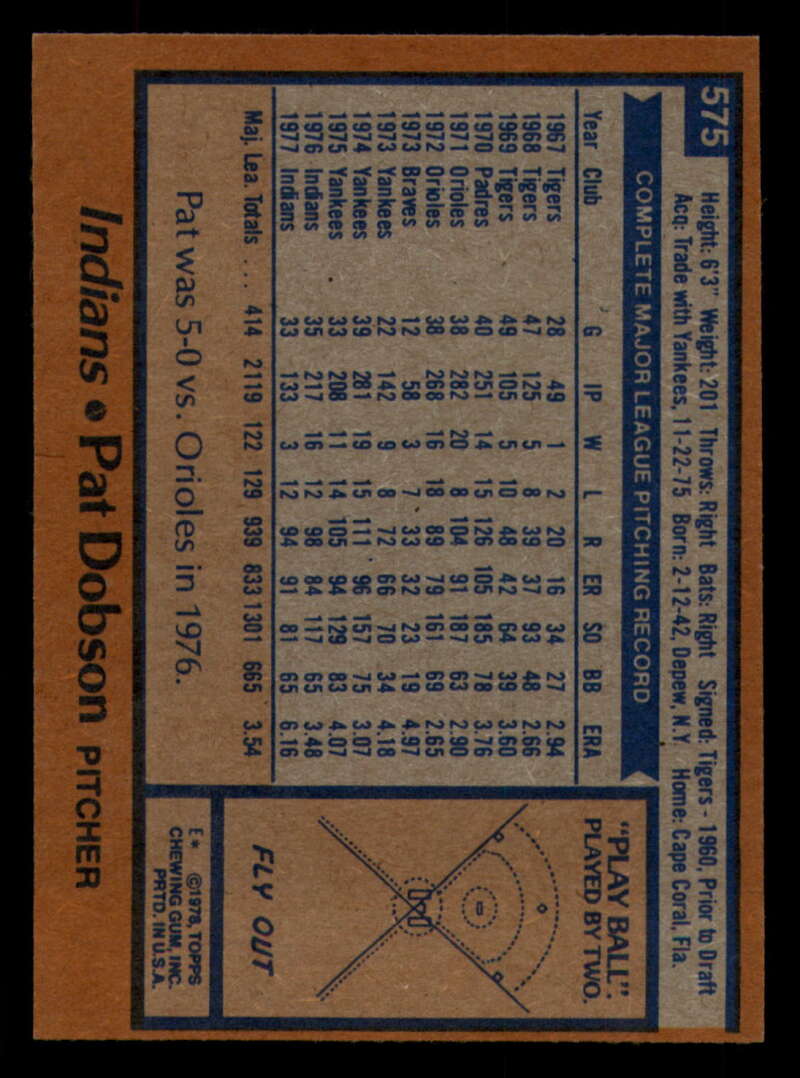 575
Height: 6'3" Weight: 201 Throws: Right Bats: Right Signed: Tigers - 1960, Prior to Draft
Acq: Trade with Yankees, 11-22-75 Born: 2-12-42, Depew, N.Y. Home: Cape Coral, Fla.
COMPLETE MAJOR LEAGUE PITCHING RECORD
Year Club G IP W L R ER SO BB ERA
1967 Tigers 28 49 1 2 20 16 34 27 2.94
1968 Tigers 47 125 5 8 39 37 93 48 2.66
1969 Tigers 49 105 5 10 48 42 64 39 3.60
1970 Padres 40 251 14 15 126 105 185 78 3.76
1971 Orioles 38 282 20 8 104 91 187 63 2.90
1972 Orioles 38 268 16 18 89 79 161 69 2.65
1973 Braves 12 58 3 7 33 32 23 19 4.97
1973 Yankees 22 142 9 8 72 66 70 34 4.18
1974 Yankees 39 281 19 15 111 96 157 75 3.07
1975 Yankees 33 208 11 14 105 94 129 83 4.07
1976 Indians 35 217 16 12 98 84 117 65 3.48
1977 Indians 33 133 3 12 94 91 81 65 6.16
Maj. Lea. Totals . . . 414 2119 122 129 939 833 1301 665 3.54
Pat was 5-0 vs. Orioles in 1976.
"PLAY BALL"
PLAYED BY TWO.
FLY OUT
E* ©1978, TOPPS
CHEWING GUM, INC.
PRTD. IN U.S.A.
Indians • Pat Dobson PITCHER